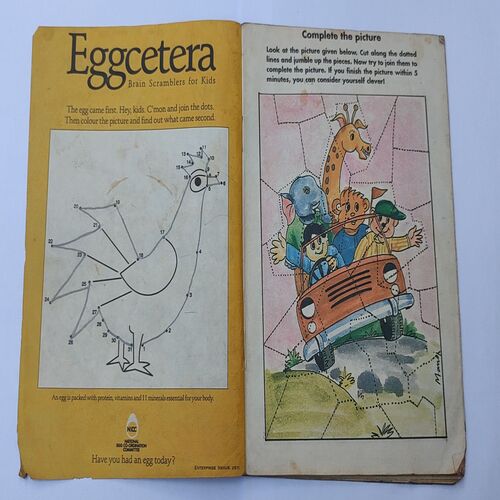 Eggcetera
Brain Scramblers for Kids
The egg came first. Hey, kids. C'mon and join the dots.
Then colour the picture and find out what came second.
An egg is packed with protein, vitamins and 11 minerals essential for your body.
NECC
NATIONAL
EGG CO-ORDINATION
COMMITTEE
Have you had an egg today?
Complete the picture
Look at the picture given below. Cut along the dotted
lines and jumble up the pieces. Now try to join them to
complete the picture. If you finish the picture within 5
minutes, you can consider yourself clever!